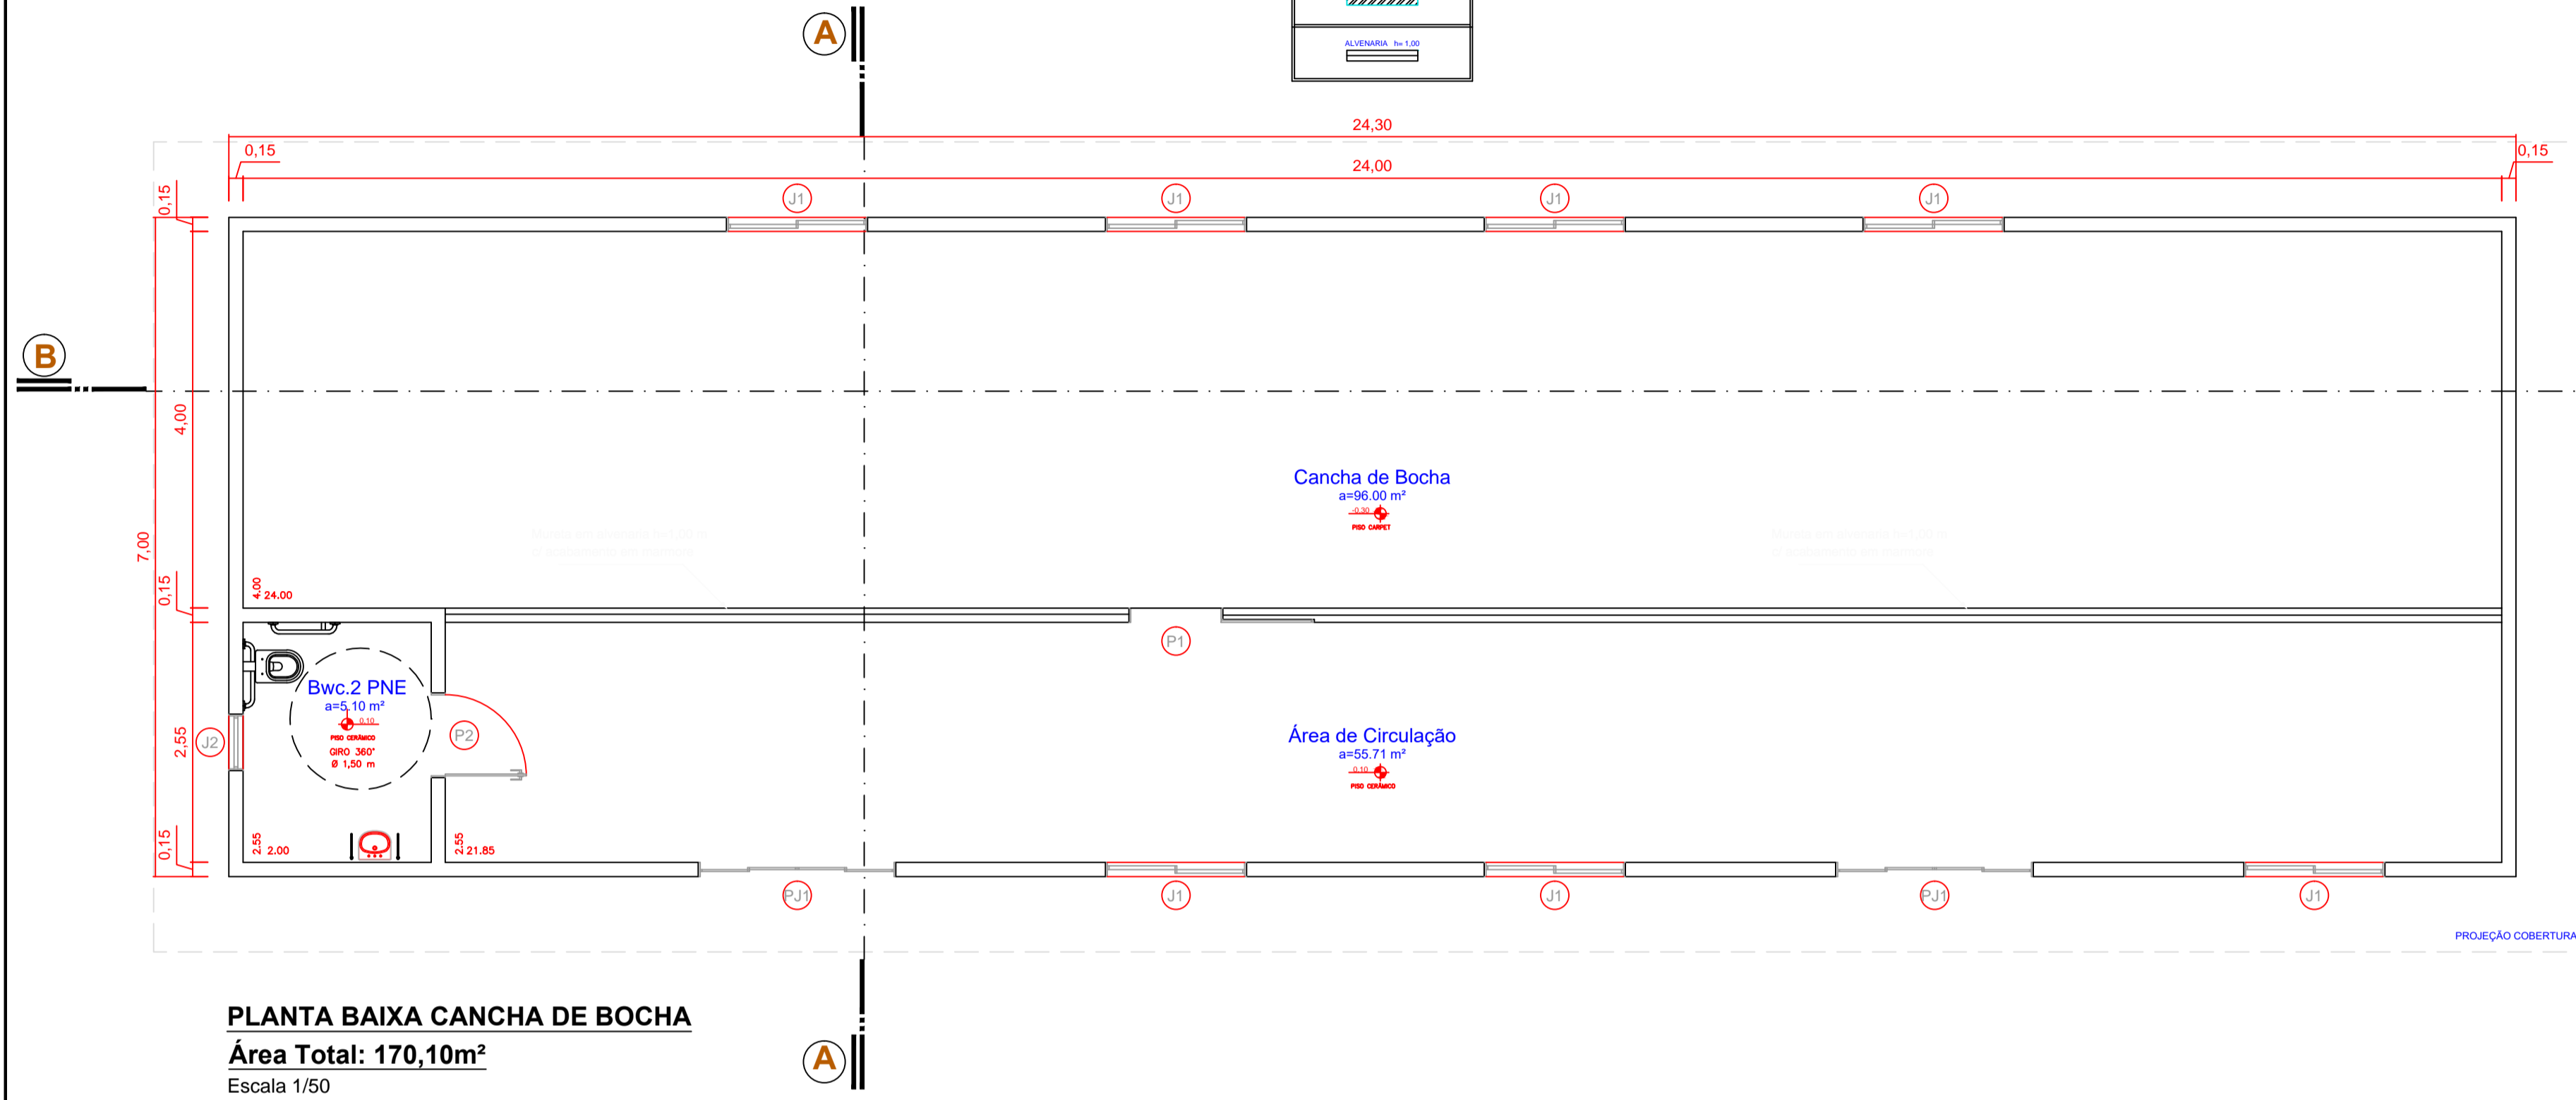 A
ALVENARIA h= 1,00
24,30
0,15
24,00
0,15
0,15
J1
J1
J1
J1
B
4,00
7,00
Cancha de Bocha
a=96.00 m²
-0.30
PISO CARPET
0,15
4.00
24.00
P1
Bwc.2 PNE
a=5.10 m²
0.10
PISO CERÂMICO
GIRO 360°
Ø 1,50 m
J2
2,55
P2
Área de Circulação
a=55.71 m²
0.10
PISO CERÂMICO
0,15
2.55
2.00
2.55
21.85
PJ1
J1
J1
PJ1
J1
PROJEÇÃO COBERTURA
PLANTA BAIXA CANCHA DE BOCHA
Área Total: 170,10m²
Escala 1/50
A